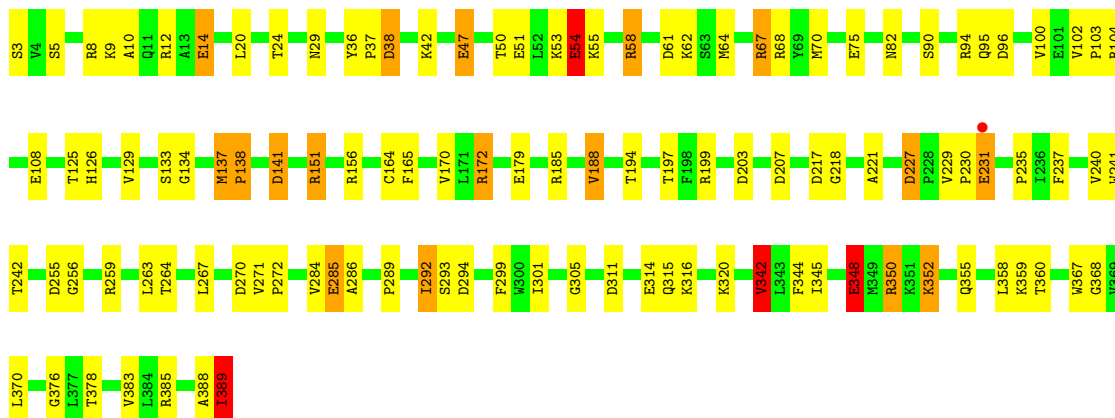 S3 V4 S5 R8 K9 A10 Q11 R12 A13 E14 L20 T24 N29 Y36 P37 D38 K42 E47 T50 E51 L52 K53 E54 K55 R58 D61 K62 S63 M64 R67 R68 Y69 M70 E75 N82 S90 R94 Q95 D96 V100 E101 V102 P103
E108 T125 H126 V129 S133 G134 M137 P138 D141 R151 R156 C164 F165 V170 L171 R172 E179 R185 V188 T194 T197 F198 R199 D203 D207 D217 G218 A221 D227 P228 V229 P230 E231 P235 I236 F237 V240
T242 D255 G256 R259 L263 T264 L267 D270 V271 P272 V284 E285 A286 P289 I292 S293 D294 F299 W300 I301 G305 D311 E314 Q315 K316 K320 V342 L343 F344 I345 E348 M349 R350 K351 K352 Q355 L358 K359 T360 W367 G368
L370 G376 L377 T378 V383 L384 R385 A388 I389